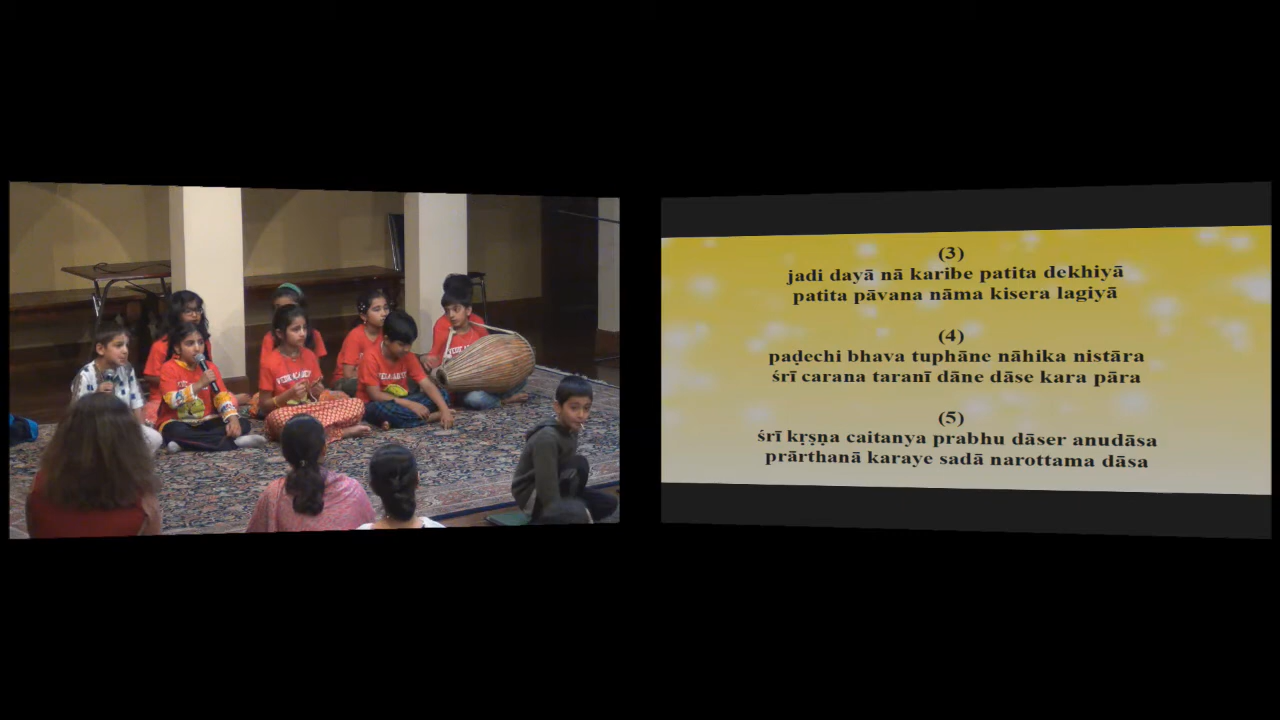 (3)
jadi dayā nā karibe patita dekhiyā
patita pāvana nāma kisera lagiyā
(4)
paḍechi bhava tuphāne nāhika nistāra
śrī carana taranī dāne dāse kara pāra
(5)
śrī kṛṣṇa caitanya prabhu dāser anudāsa
prārthanā karaye sadā narottama dāsa